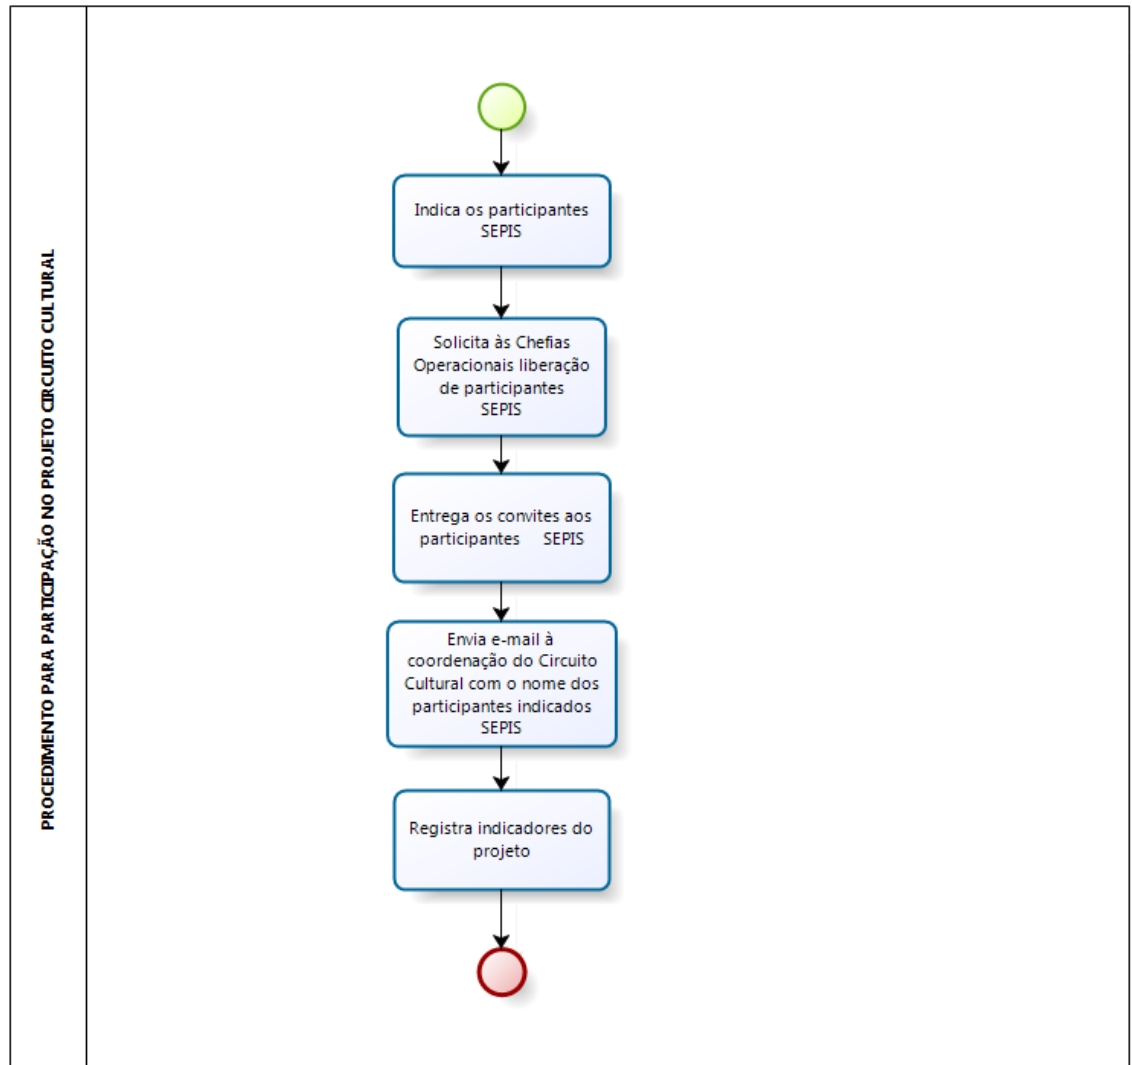 PROCEDIMENTO PARA PARTICIPAÇÃO NO PROJETO CIRCUITO CULTURAL
Indica os participantes
SEPIS
Solicita às Chefias
Operacionais liberação
de participantes
SEPIS
Entrega os convites aos
participantes SEPIS
Envia e-mail à
coordenação do Circuito
Cultural com o nome dos
participantes indicados
SEPIS
Registra indicadores do
projeto